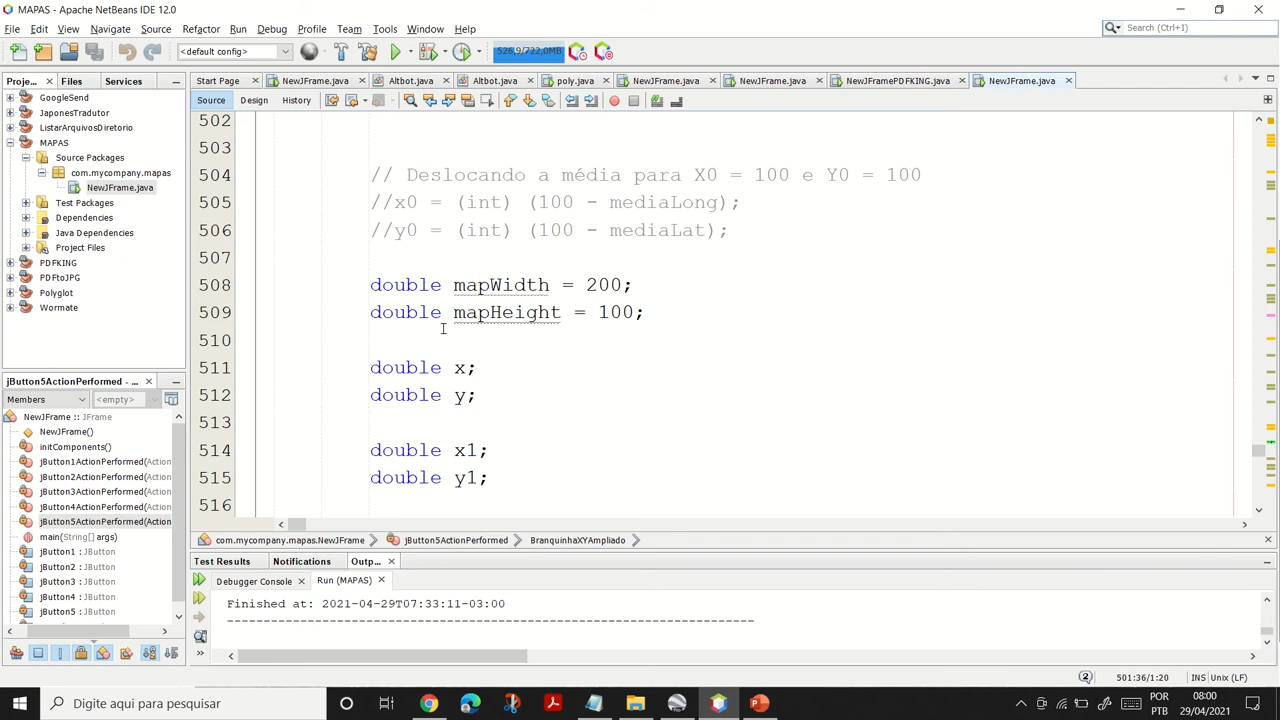 MAPAS - Apache NetBeans IDE 12.0
File Edit View Navigate Source Refactor Run Debug Profile Team Tools Window Help
Search (Ctrl+I)
<default config>
526,9/722,0MB
Proje... Files Services
Start Page NewJFrame.java Altbot.java Altbot.java poly.java NewJFrame.java NewJFrame.java NewJFramePDFKING.java NewJFrame.java
Source Design History
GoogleSend
JaponesTradutor
ListarArquivosDiretorio
MAPAS
Source Packages
com.mycompany.mapas
NewJFrame.java
Test Packages
Dependencies
Java Dependencies
Project Files
PDFKING
PDFtoJPG
Polyglot
Wormate
502
503
504 // Deslocando a média para X0 = 100 e Y0 = 100
505 //x0 = (int) (100 - mediaLong);
506 //y0 = (int) (100 - mediaLat);
507
508 double mapWidth = 200;
509 double mapHeight = 100;
510
511 double x;
512 double y;
513
514 double x1;
515 double y1;
516
jButton5ActionPerformed - ...
Members <empty>
NewJFrame :: JFrame
NewJFrame()
initComponents()
jButton1ActionPerformed(Action
jButton2ActionPerformed(Action
jButton3ActionPerformed(Action
jButton4ActionPerformed(Action
jButton5ActionPerformed(Action
main(String[] args)
jButton1 : JButton
jButton2 : JButton
jButton3 : JButton
jButton4 : JButton
jButton5 : JButton
com.mycompany.mapas.NewJFrame jButton5ActionPerformed BranquinhaXYAmpliado
Test Results Notifications Outp...
Debugger Console Run (MAPAS)
Finished at: 2021-04-29T07:33:11-03:00
------------------------------------------------------------------------
2 501:36/1:20 INS Unix (LF)
Digite aqui para pesquisar
POR
PTB
08:00
29/04/2021